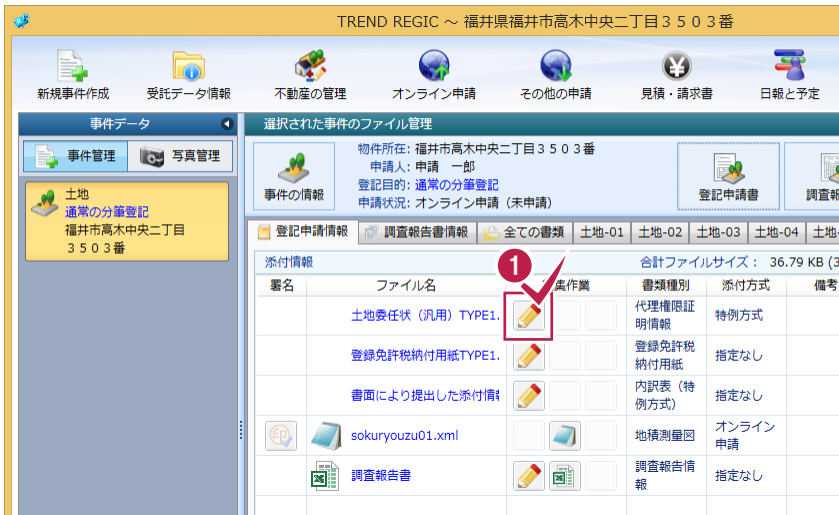 TREND REGIC ～ 福井県福井市高木中央二丁目３５０３番
新規事件作成
受託データ情報
不動産の管理
オンライン申請
その他の申請
見積・請求書
日報と予定
事件データ
選択された事件のファイル管理
事件管理
写真管理
土地
通常の分筆登記
福井市高木中央二丁目
３５０３番
事件の情報
物件所在: 福井市高木中央二丁目３５０３番
申請人: 申請　一郎
登記目的: 通常の分筆登記
申請状況: オンライン申請（未申請）
登記申請書
調査報
登記申請情報
調査報告書情報
全ての書類
土地-01
土地-02
土地-03
土地-04
土地-
添付情報
合計ファイルサイズ： 36.79 KB (3
1
署名
ファイル名
集作業
書類種別
添付方式
備考
土地委任状（汎用）TYPE1.
代理権限証
明情報
特例方式
登録免許税納付用紙TYPE1.
登録免許税
納付用紙
指定なし
書面により提出した添付情
内訳表（特
例方式）
指定なし
印
sokuryouzu01.xml
地積測量図
オンライン
申請
調査報告書
調査報告情
報
指定なし